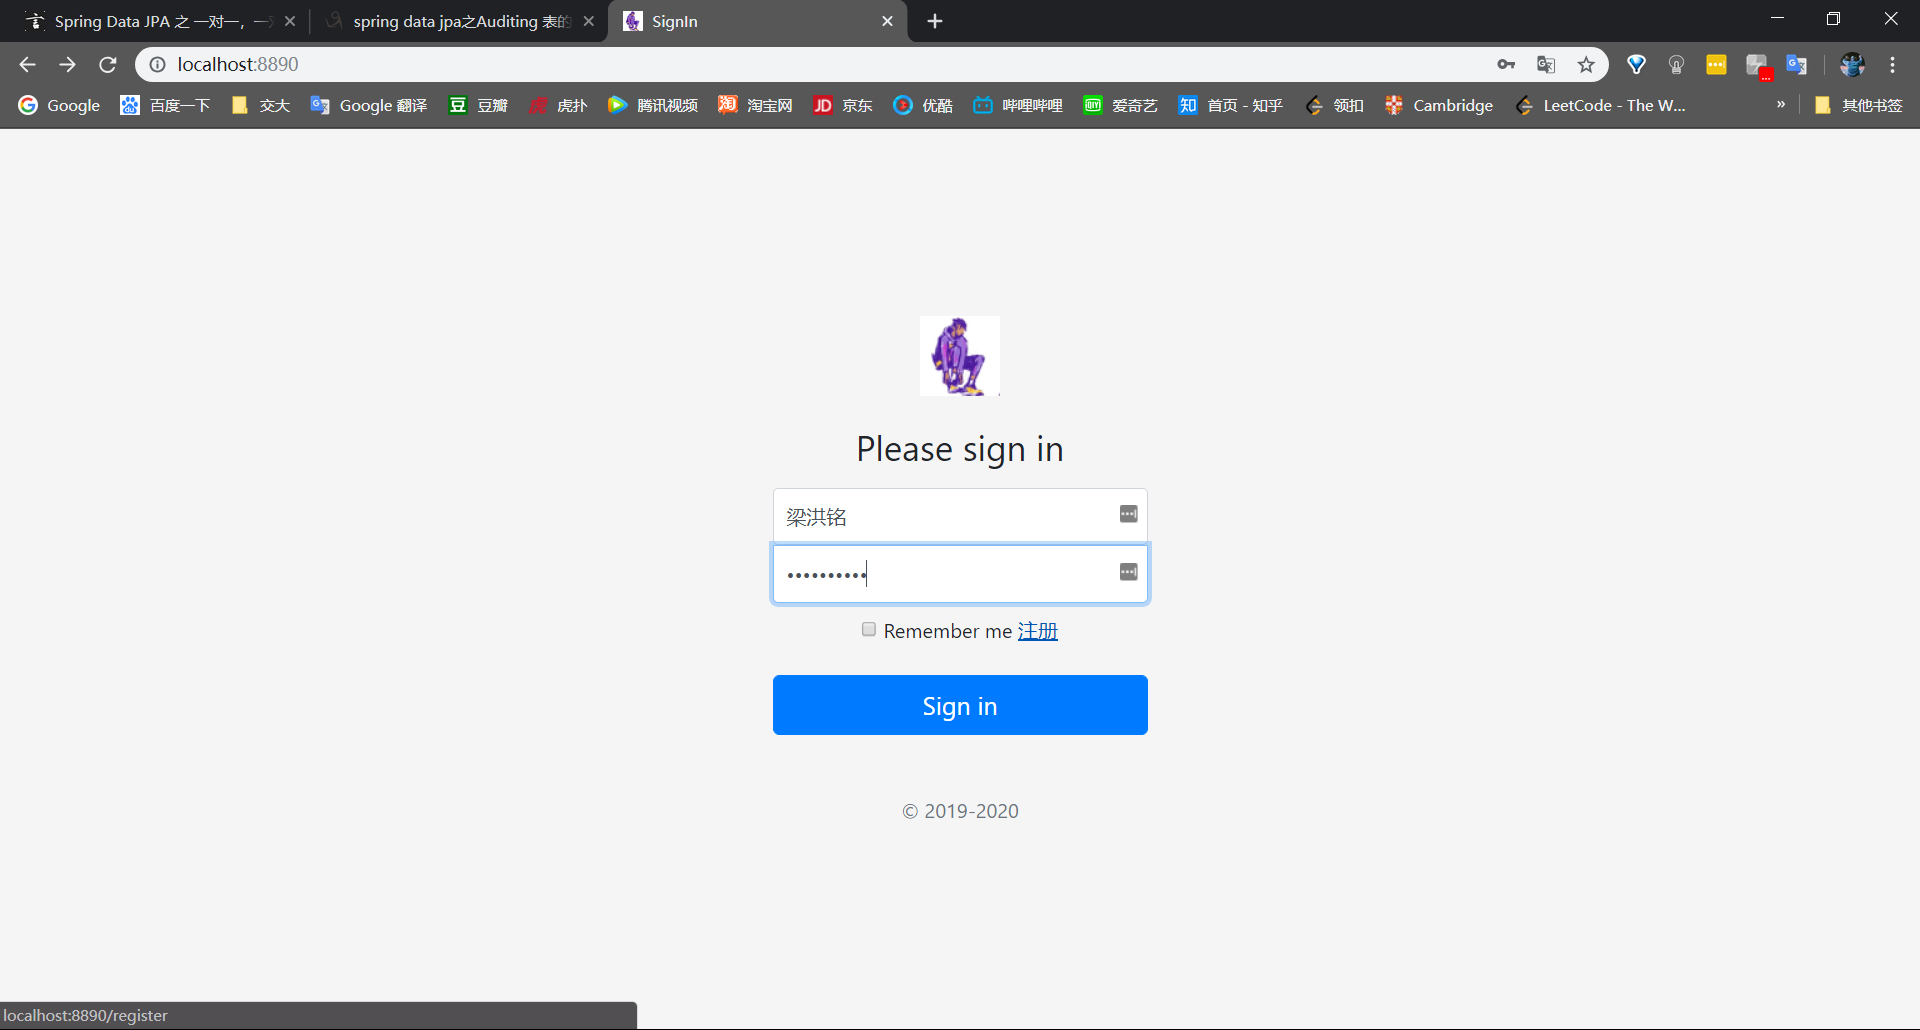 Spring Data JPA 之 一对一，一对
spring data jpa之Auditing 表的
SignIn
localhost:8890
Google
百度一下
交大
Google 翻译
豆瓣
虎扑
腾讯视频
淘宝网
京东
优酷
哔哩哔哩
爱奇艺
首页 - 知乎
领扣
Cambridge
LeetCode - The W...
»
其他书签
Please sign in
梁洪铭
••••••••••
Remember me 注册
Sign in
© 2019-2020
localhost:8890/register